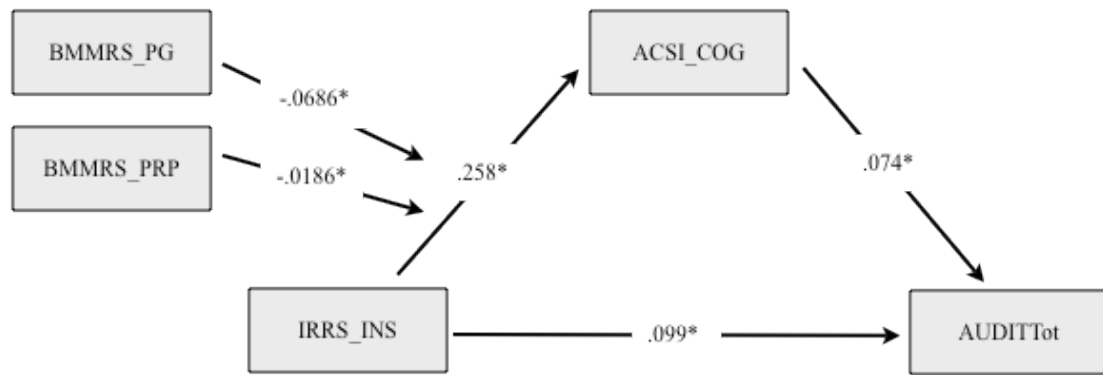 BMMRS_PG
ACSI_COG
-.0686*
BMMRS_PRP
-.0186*
.258*
.074*
IRRS_INS
.099*
AUDITTot